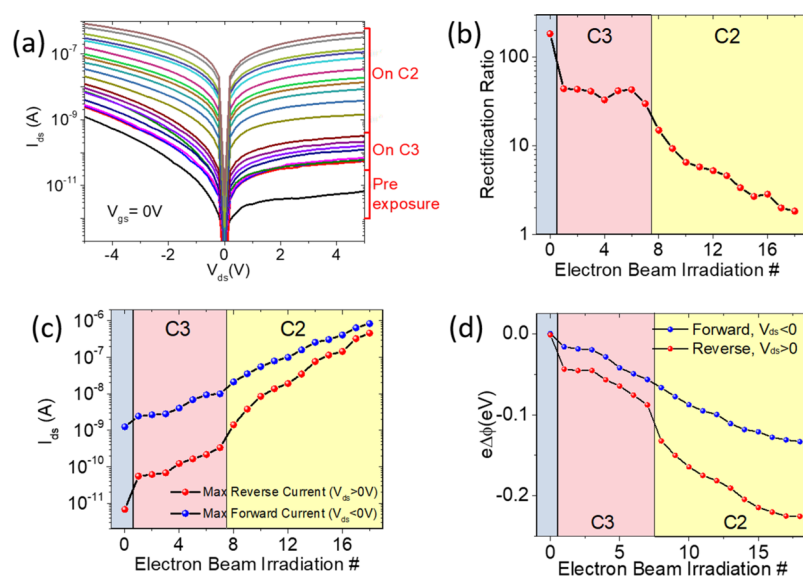 (a)
10⁻⁷
10⁻⁹
10⁻¹¹
I_ds (A)
V_gs = 0V
-4 -2 0 2 4
V_ds(V)
On C2
On C3
Pre
exposure
(b)
100
10
1
Rectification Ratio
C3 C2
0 4 8 12 16
Electron Beam Irradiation #
(c)
10⁻⁶
10⁻⁷
10⁻⁸
10⁻⁹
10⁻¹⁰
10⁻¹¹
I_ds (A)
C3 C2
Max Reverse Current (V_ds>0V)
Max Forward Current (V_ds<0V)
0 4 8 12 16
Electron Beam Irradiation #
(d)
0.0
-0.1
-0.2
eΔϕ(eV)
Forward, V_ds<0
Reverse, V_ds>0
C3 C2
0 5 10 15
Electron Beam Irradiation #